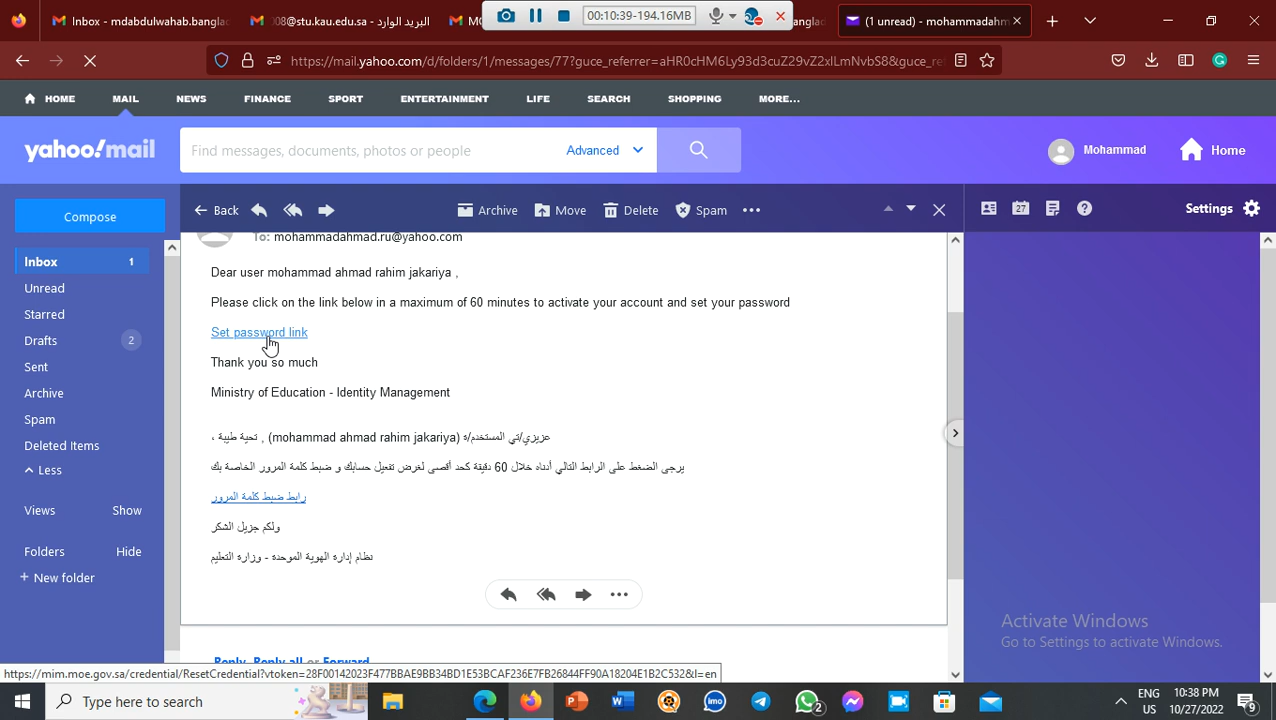 Inbox - mdabdulwahab.banglad
08@stu.kau.edu.sa - البريد الوارد
00:10:39-194.16MB
(1 unread) - mohammadahm
https://mail.yahoo.com/d/folders/1/messages/77?guce_referrer=aHR0cHM6Ly93d3cuZ29vZ2xlLmNvbS8&guce_re
HOME MAIL NEWS FINANCE SPORT ENTERTAINMENT LIFE SEARCH SHOPPING MORE...
yahoo!mail
Find messages, documents, photos or people Advanced
Mohammad Home
Compose
Back Archive Move Delete Spam
27 Settings
Inbox 1
Unread
Starred
Drafts 2
Sent
Archive
Spam
Deleted Items
Less
Views Show
Folders Hide
+ New folder
To: mohammadahmad.ru@yahoo.com
Dear user mohammad ahmad rahim jakariya ,
Please click on the link below in a maximum of 60 minutes to activate your account and set your password
Set password link
Thank you so much
Ministry of Education - Identity Management
عزيزي/تي المستخدم/ة (mohammad ahmad rahim jakariya) , تحية طيبة ،
يرجى الضغط على الرابط التالي أدناه خلال 60 دقيقة كحد أقصى لغرض تفعيل حسابك و ضبط كلمة المرور الخاصة بك
رابط ضبط كلمة المرور
ولكم جزيل الشكر
نظام إدارة الهوية الموحدة - وزارة التعليم
Reply, Reply all or Forward
Activate Windows
Go to Settings to activate Windows.
https://mim.moe.gov.sa/credential/ResetCredential?vtoken=28F00142023F477BBAE9BB34BD1E53BCAF236E7FB26844FF90A18204E1B2C532&l=en
Type here to search
imo
2
ENG
US
10:38 PM
10/27/2022
9